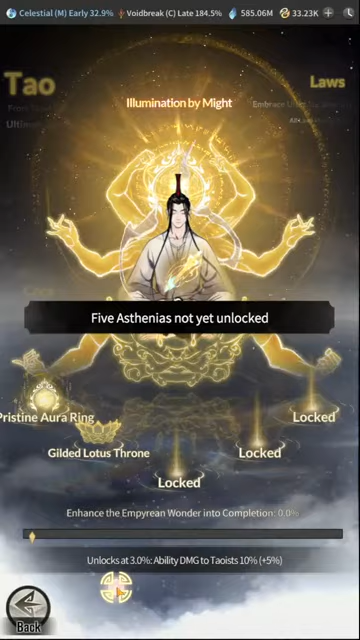 Celestial (M) Early 32.9% Voidbreak (C) Late 184.5% 585.06M 33.23K
Tao
Laws
Illumination by Might
Five Asthenias not yet unlocked
Pristine Aura Ring
Locked
Gilded Lotus Throne
Locked
Locked
Enhance the Empyrean Wonder into Completion: 0.0%
Unlocks at 3.0%: Ability DMG to Taoists 10% (+5%)
Back